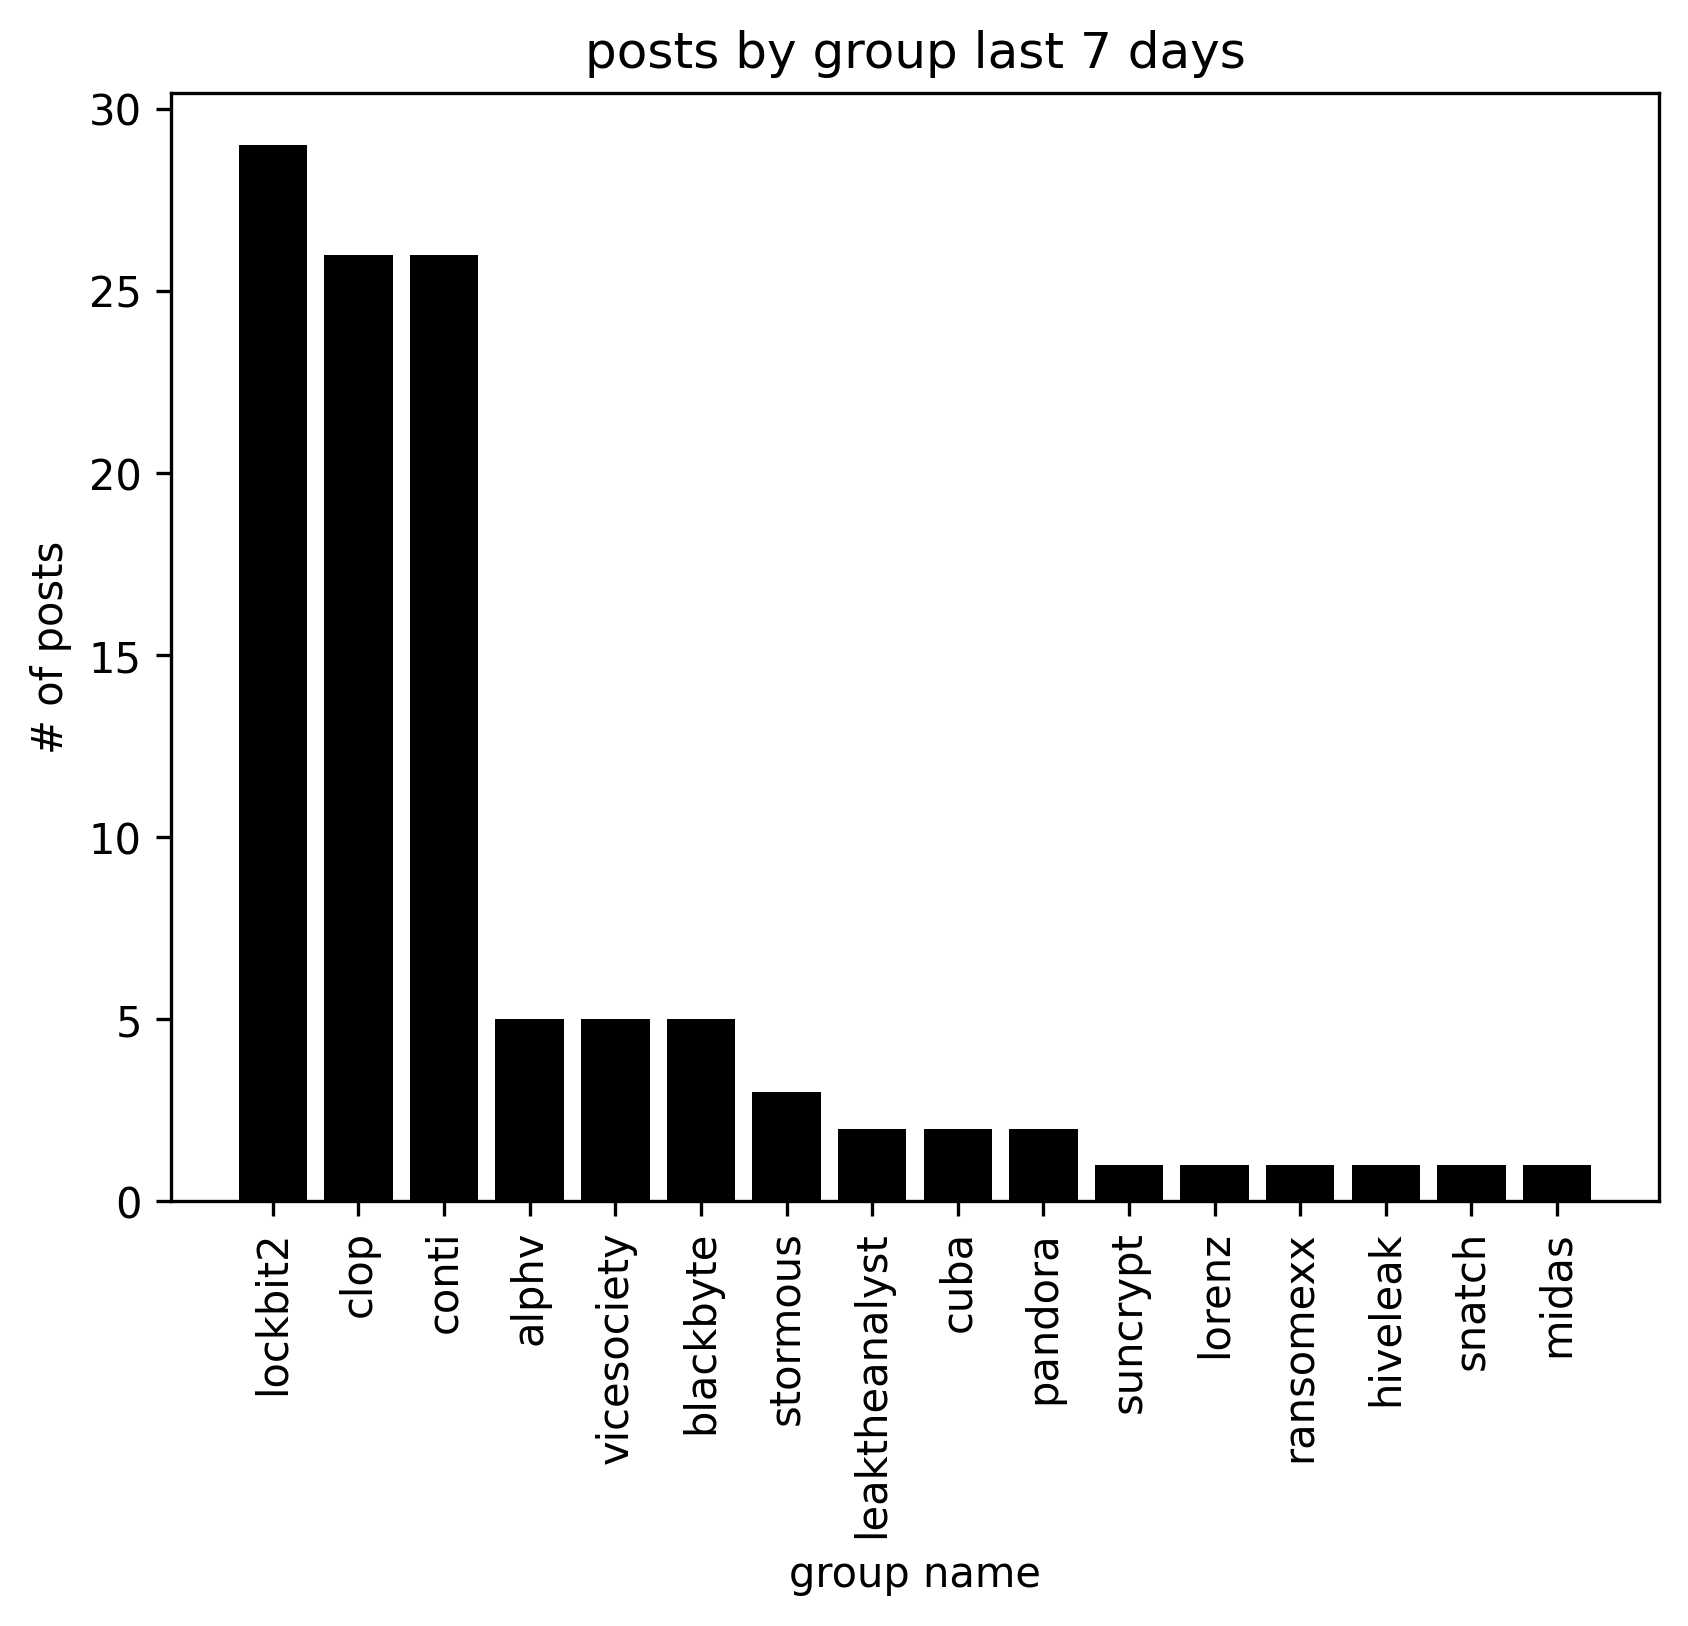 posts by group last 7 days
30
25
20
15
10
5
0
# of posts
lockbit2
clop
conti
alphv
vicesociety
blackbyte
stormous
leaktheanalyst
cuba
pandora
suncrypt
lorenz
ransomexx
hiveleak
snatch
midas
group name